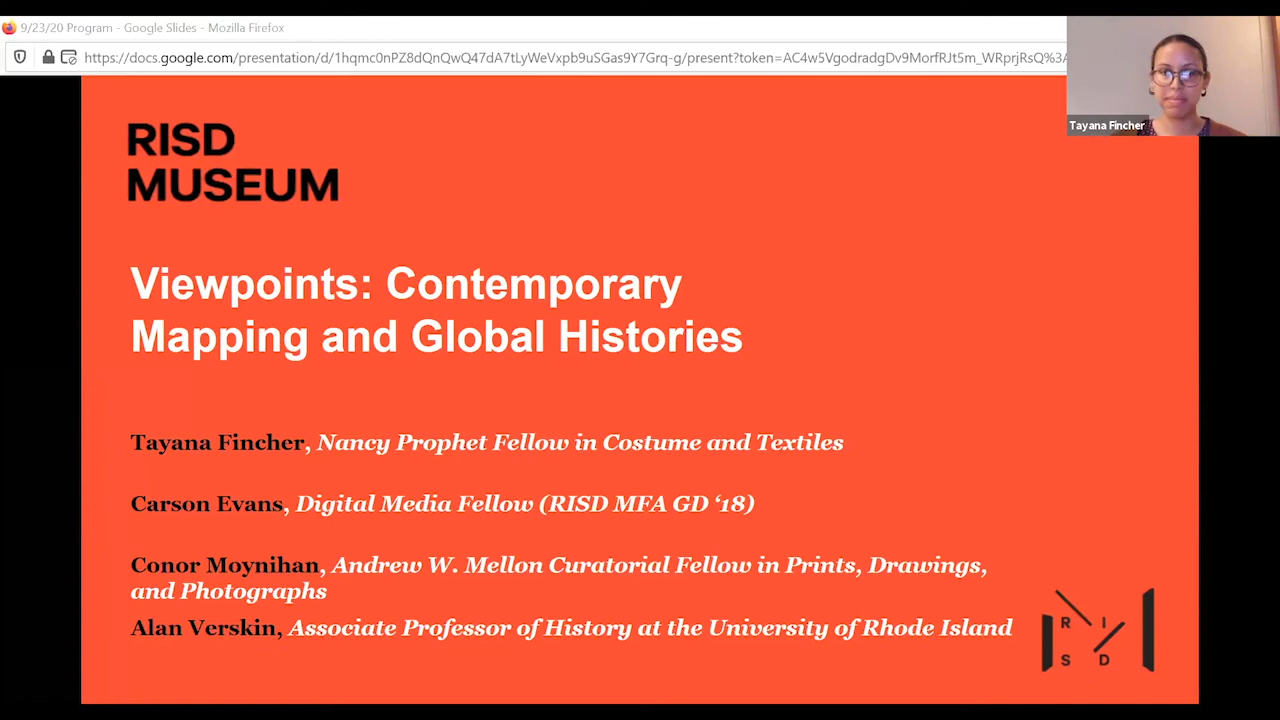 9/23/20 Program - Google Slides - Mozilla Firefox
https://docs.google.com/presentation/d/1hqmc0nPZ8dQnQwQ47dA7tLyWeVxpb9uSGas9Y7Grq-g/present?token=AC4w5VgodradgDv9MorfRJt5m_WRprjRsQ%3A
Tayana Fincher
RISD
MUSEUM
Viewpoints: Contemporary
Mapping and Global Histories
Tayana Fincher, Nancy Prophet Fellow in Costume and Textiles
Carson Evans, Digital Media Fellow (RISD MFA GD ‘18)
Conor Moynihan, Andrew W. Mellon Curatorial Fellow in Prints, Drawings,
and Photographs
Alan Verskin, Associate Professor of History at the University of Rhode Island
R I
S D